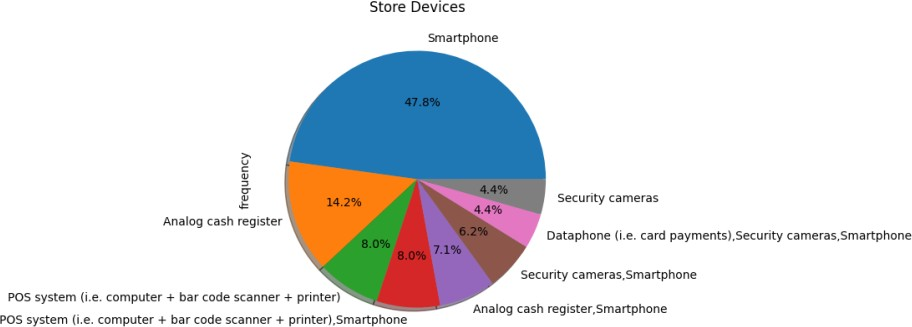 Store Devices
Smartphone
47.8%
frequency
Analog cash register
14.2%
8.0%
8.0%
7.1%
6.2%
4.4%
4.4%
Security cameras
Dataphone (i.e. card payments),Security cameras,Smartphone
Security cameras,Smartphone
Analog cash register,Smartphone
POS system (i.e. computer + bar code scanner + printer)
POS system (i.e. computer + bar code scanner + printer),Smartphone